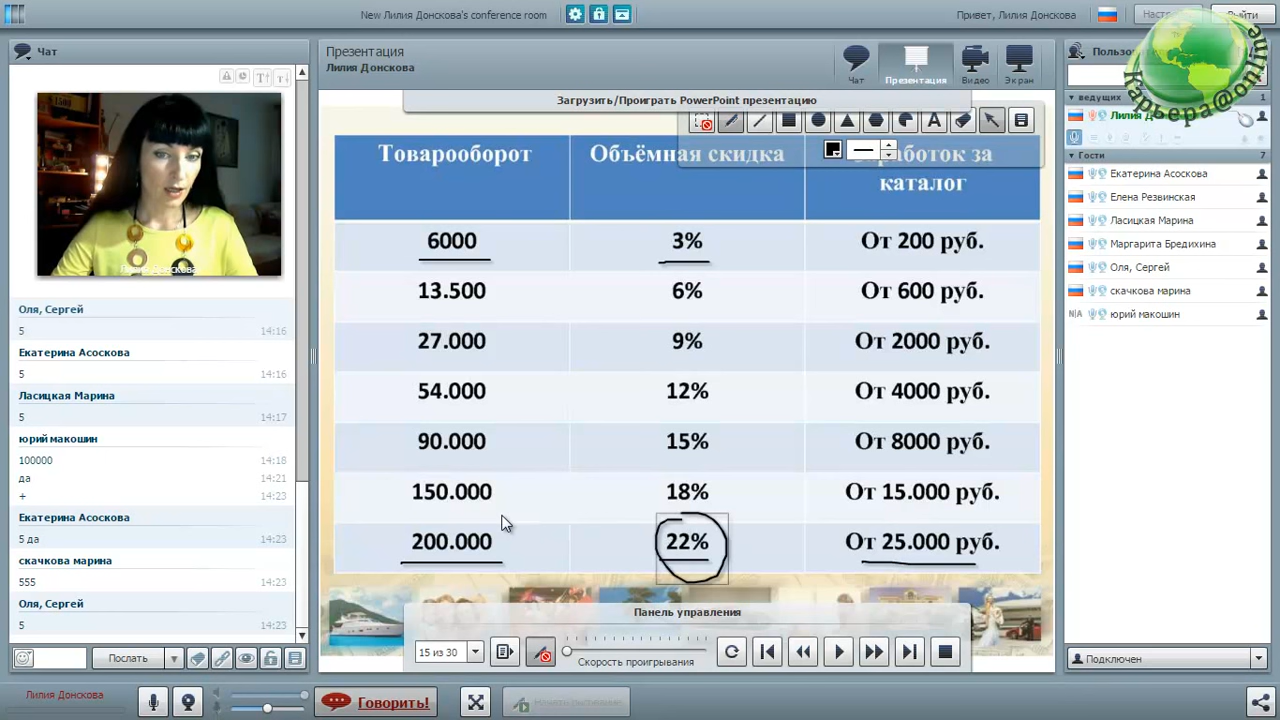 New Лилия Донскова's conference room
Привет, Лилия Донскова
Выйти
Чат
Лилия Донскова
Оля, Сергей
5 14:16
Екатерина Асоскова
5 14:16
Ласицкая Марина
5 14:17
юрий макошин
100000 14:18
да 14:21
+ 14:23
Екатерина Асоскова
5 да 14:23
скачкова марина
555 14:23
Оля, Сергей
5 14:23
Послать
Презентация
Лилия Донскова
Чат Презентация Видео Экран
Загрузить/Проиграть PowerPoint презентацию
Товарооборот Объёмная скидка за каталог
6000 3% От 200 руб.
13.500 6% От 600 руб.
27.000 9% От 2000 руб.
54.000 12% От 4000 руб.
90.000 15% От 8000 руб.
150.000 18% От 15.000 руб.
200.000 22% От 25.000 руб.
Панель управления
15 из 30
Скорость проигрывания
карьера@online
ведущих 1
Гости 7
Екатерина Асоскова
Елена Резвинская
Ласицкая Марина
Маргарита Бредихина
Оля, Сергей
скачкова марина
N/A юрий макошин
Подключен
Лилия Донскова
Говорить!